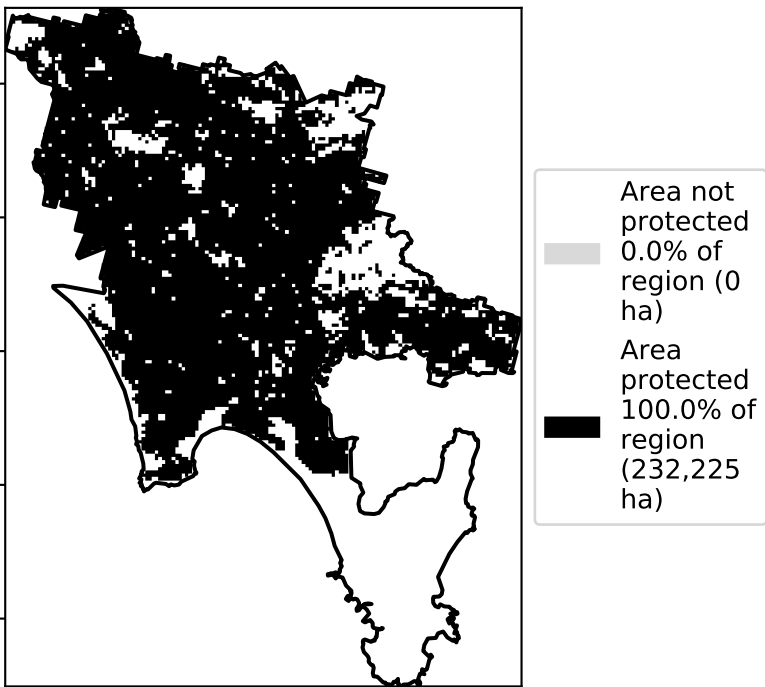 Area not
protected
0.0% of
region (0
ha)
Area
protected
100.0% of
region
(232,225
ha)